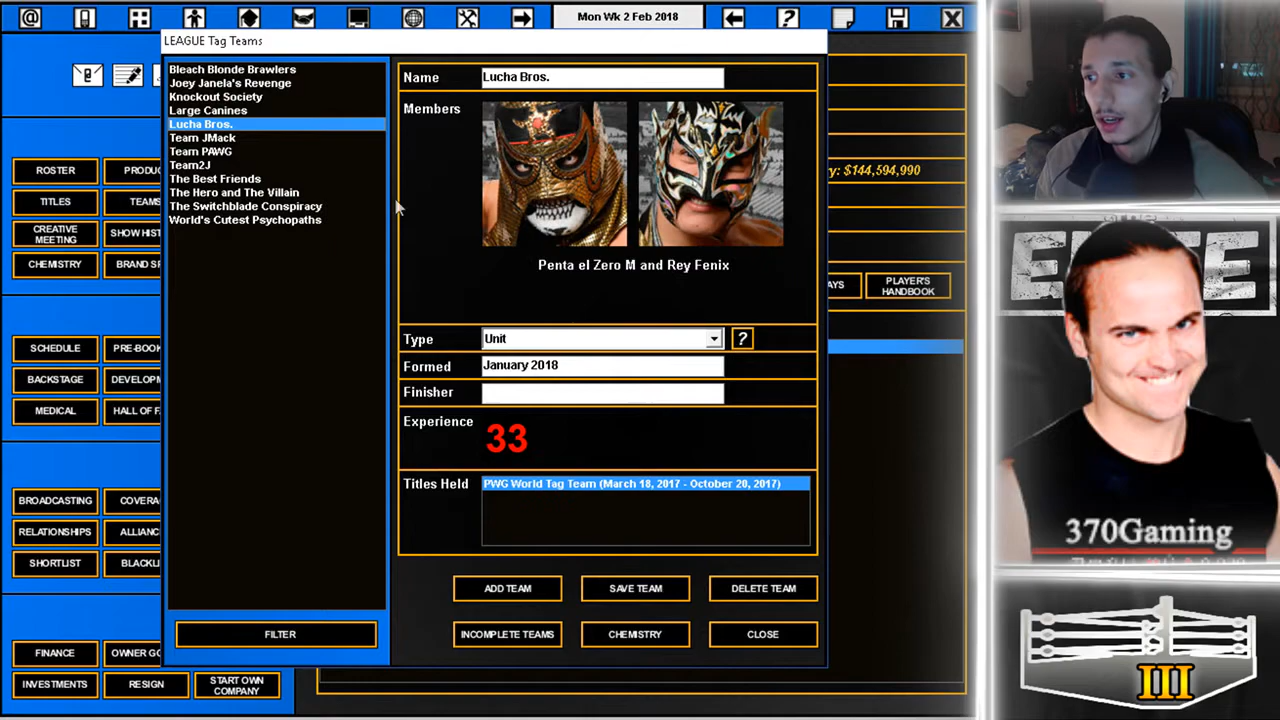 Mon Wk 2 Feb 2018
LEAGUE Tag Teams
Bleach Blonde Brawlers
Joey Janela's Revenge
Knockout Society
Large Canines
Lucha Bros.
Team JMack
Team PAWG
Team2J
The Best Friends
The Hero and The Villain
The Switchblade Conspiracy
World's Cutest Psychopaths
FILTER
Name
Lucha Bros.
Members
Penta el Zero M and Rey Fenix
Type
Unit
?
Formed
January 2018
Finisher
Experience
33
Titles Held
PWG World Tag Team (March 18, 2017 - October 20, 2017)
ADD TEAM
SAVE TEAM
DELETE TEAM
INCOMPLETE TEAMS
CHEMISTRY
CLOSE
ROSTER
TITLES
TEAMS
CREATIVE
MEETING
CHEMISTRY
SCHEDULE
PRE-BOOK
BACKSTAGE
MEDICAL
BROADCASTING
RELATIONSHIPS
SHORTLIST
FINANCE
INVESTMENTS
RESIGN
START OWN
COMPANY
$144,594,990
PLAYER'S
HANDBOOK
370Gaming
III